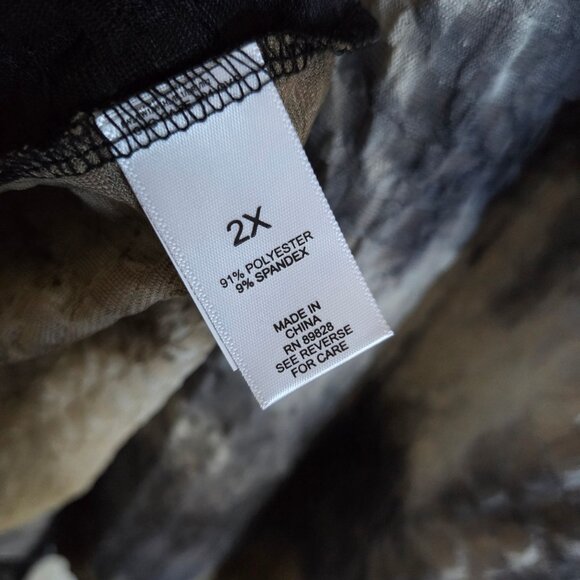 2X
91% POLYESTER
9% SPANDEX
MADE IN
CHINA
RN 89828
SEE REVERSE
FOR CARE